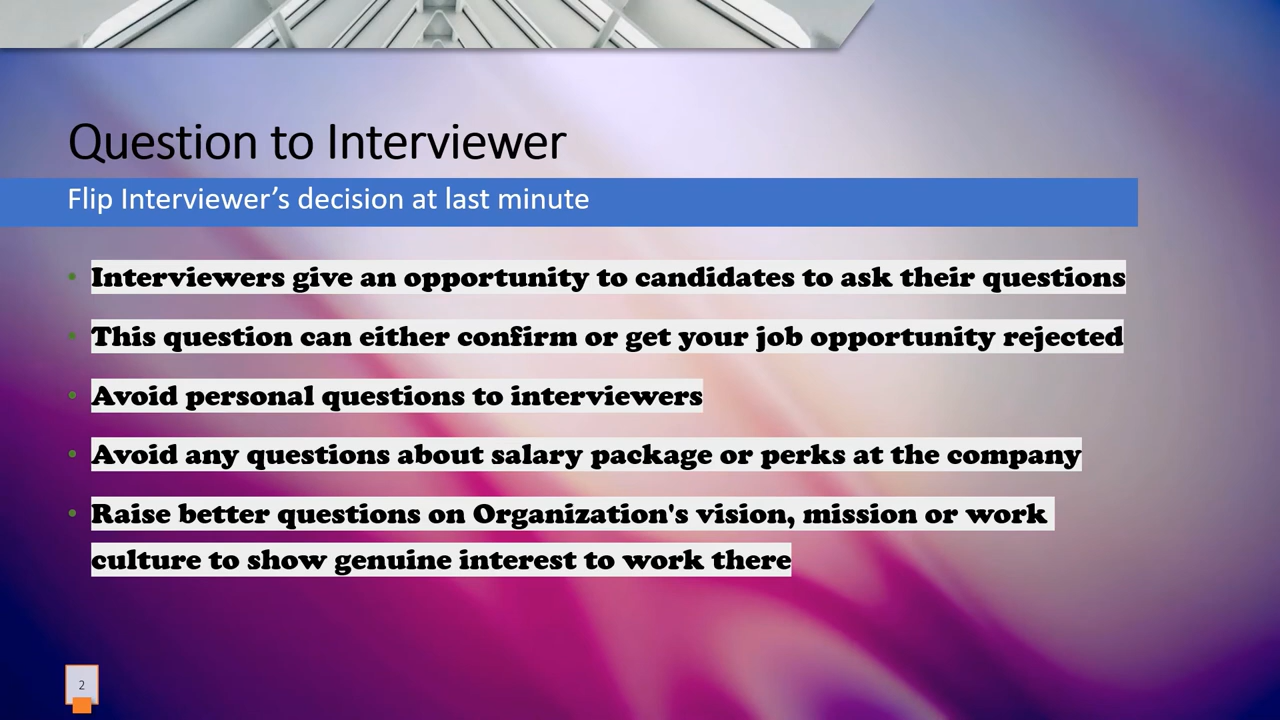 Question to Interviewer
Flip Interviewer’s decision at last minute
• Interviewers give an opportunity to candidates to ask their questions
• This question can either confirm or get your job opportunity rejected
• Avoid personal questions to interviewers
• Avoid any questions about salary package or perks at the company
• Raise better questions on Organization's vision, mission or work
culture to show genuine interest to work there
2